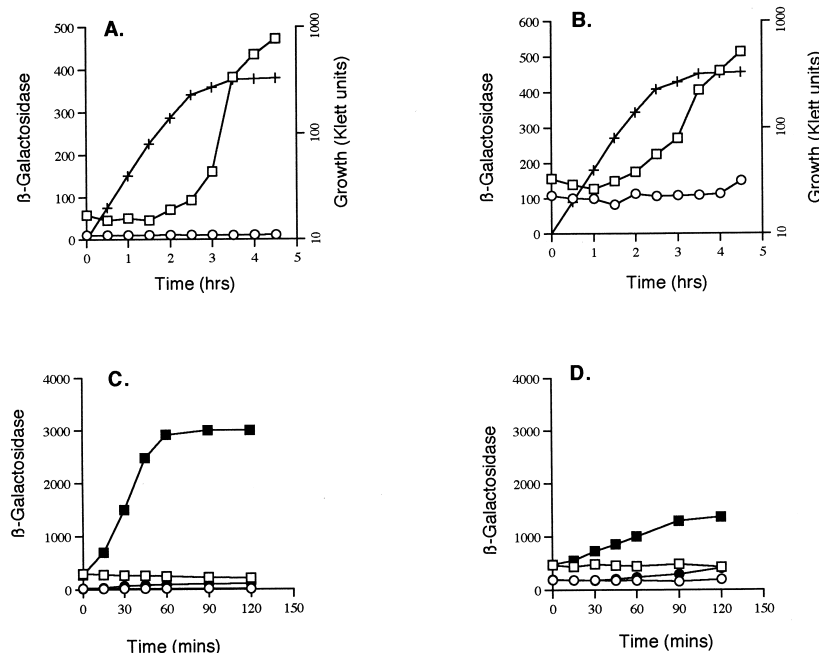 A.
500
400
300
200
100
0
ß-Galactosidase
1000
100
10
Growth (Klett units)
0 1 2 3 4 5
Time (hrs)
B.
600
500
400
300
200
100
0
ß-Galactosidase
1000
100
10
Growth (Klett units)
0 1 2 3 4 5
Time (hrs)
C.
4000
3000
2000
1000
0
ß-Galactosidase
0 30 60 90 120 150
Time (mins)
D.
4000
3000
2000
1000
0
ß-Galactosidase
0 30 60 90 120 150
Time (mins)